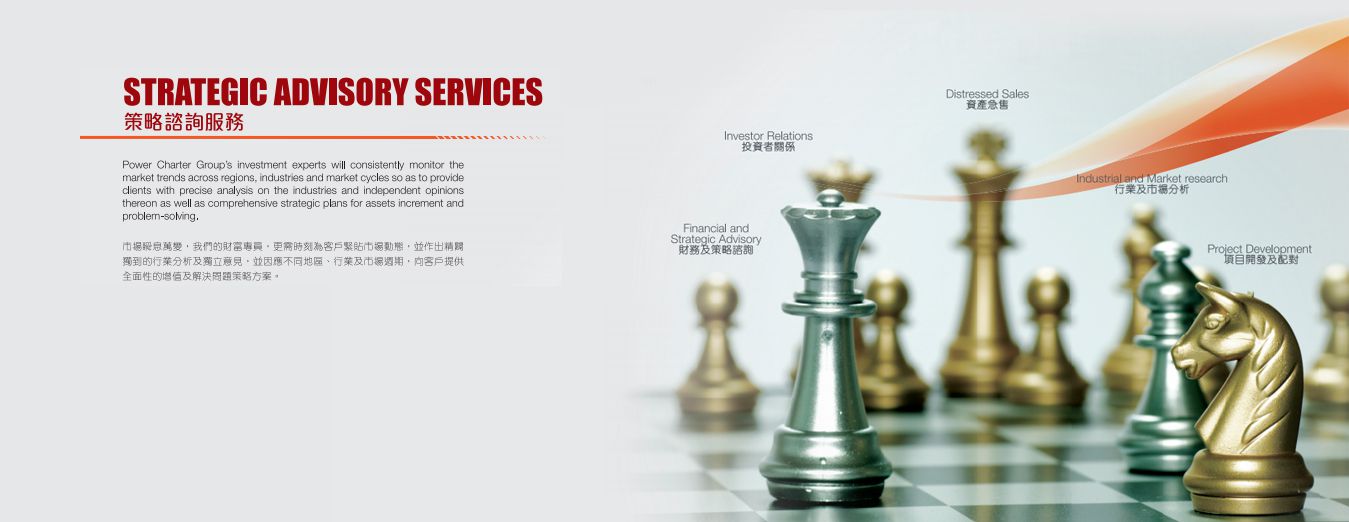 STRATEGIC ADVISORY SERVICES
策略諮詢服務
Power Charter Group's investment experts will consistently monitor the
market trends across regions, industries and market cycles so as to provide
clients with precise analysis on the industries and independent opinions
thereon as well as comprehensive strategic plans for assets increment and
problem-solving.
市場瞬息萬變，我們的財富專員，更需時刻為客戶緊貼市場動態，並作出精闢
獨到的行業分析及獨立意見，並因應不同地區、行業及市場週期，向客戶提供
全面性的增值及解決問題策略方案。
Distressed Sales
資產急售
Investor Relations
投資者關係
Industrial and Market research
行業及市場分析
Financial and
Strategic Advisory
財務及策略諮詢
Project Development
項目開發及配對